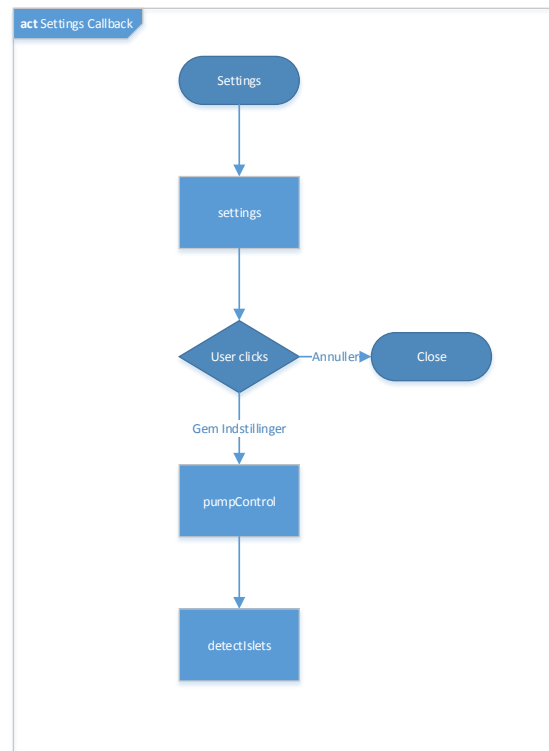 act Settings Callback
Settings
settings
User clicks
Annuller
Close
Gem Indstillinger
pumpControl
detectIslets